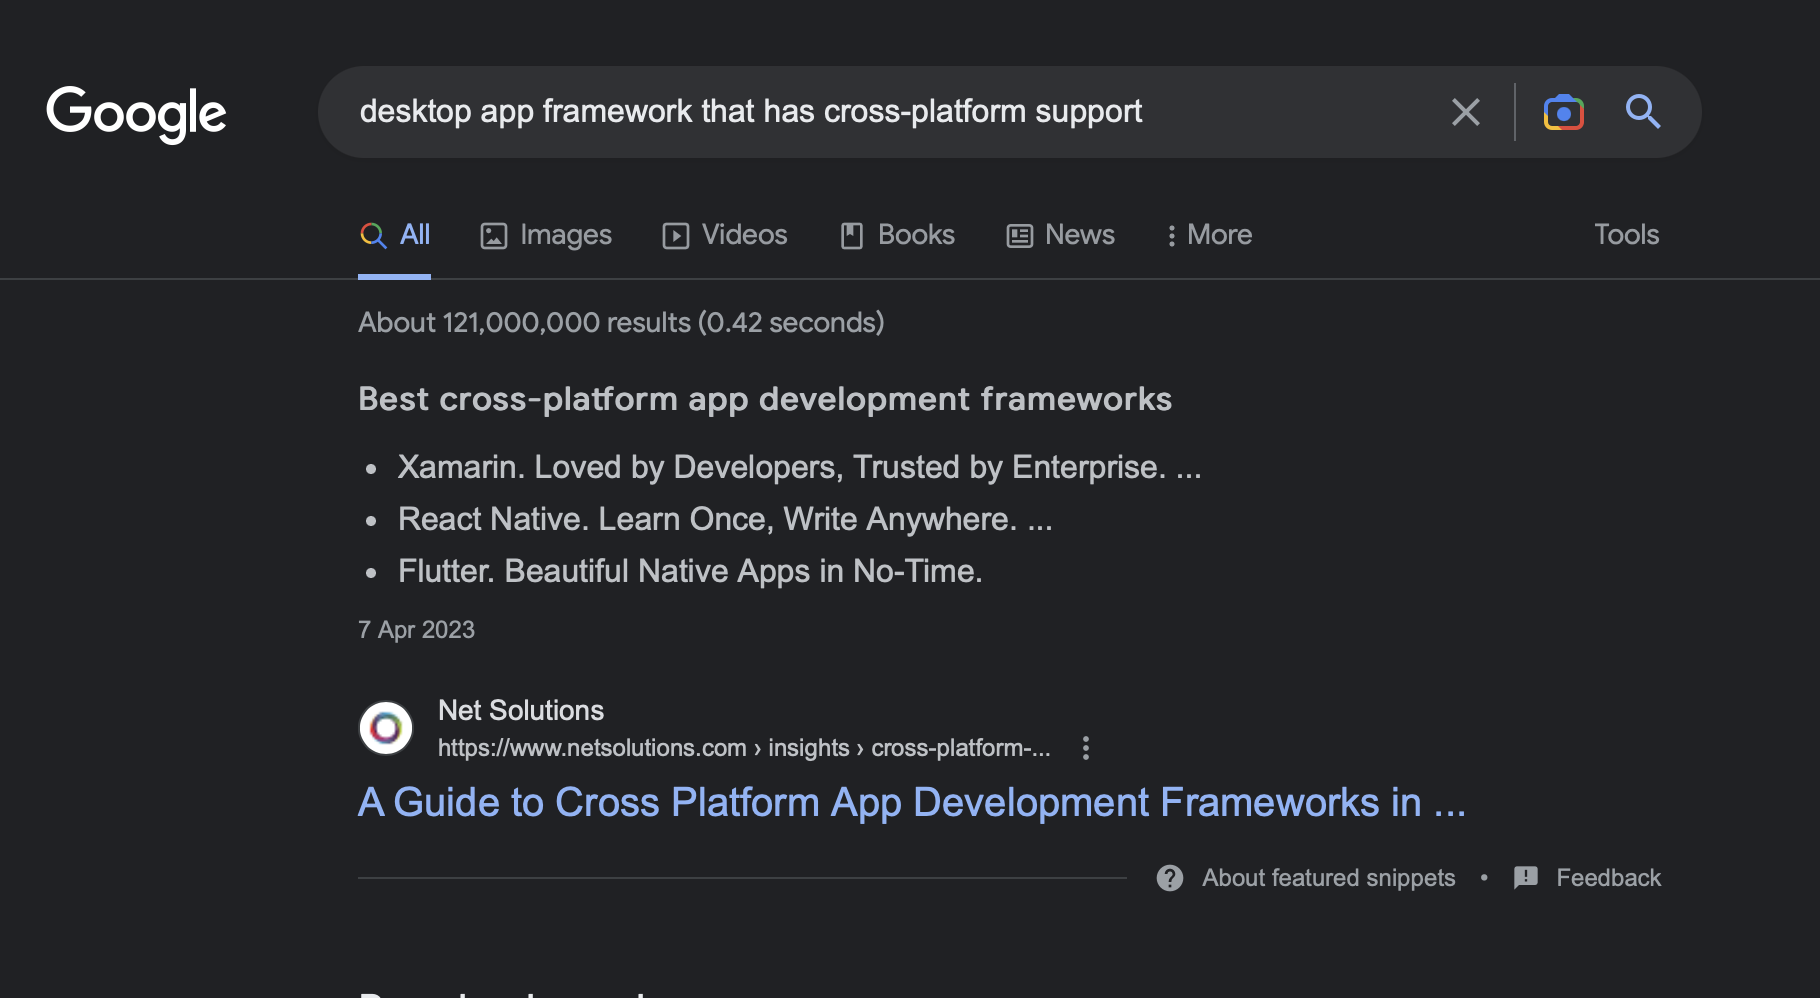 Google
desktop app framework that has cross-platform support
All Images Videos Books News More Tools
About 121,000,000 results (0.42 seconds)
Best cross-platform app development frameworks
• Xamarin. Loved by Developers, Trusted by Enterprise. ...
• React Native. Learn Once, Write Anywhere. ...
• Flutter. Beautiful Native Apps in No-Time.
7 Apr 2023
Net Solutions
https://www.netsolutions.com › insights › cross-platform-...
A Guide to Cross Platform App Development Frameworks in ...
About featured snippets • Feedback